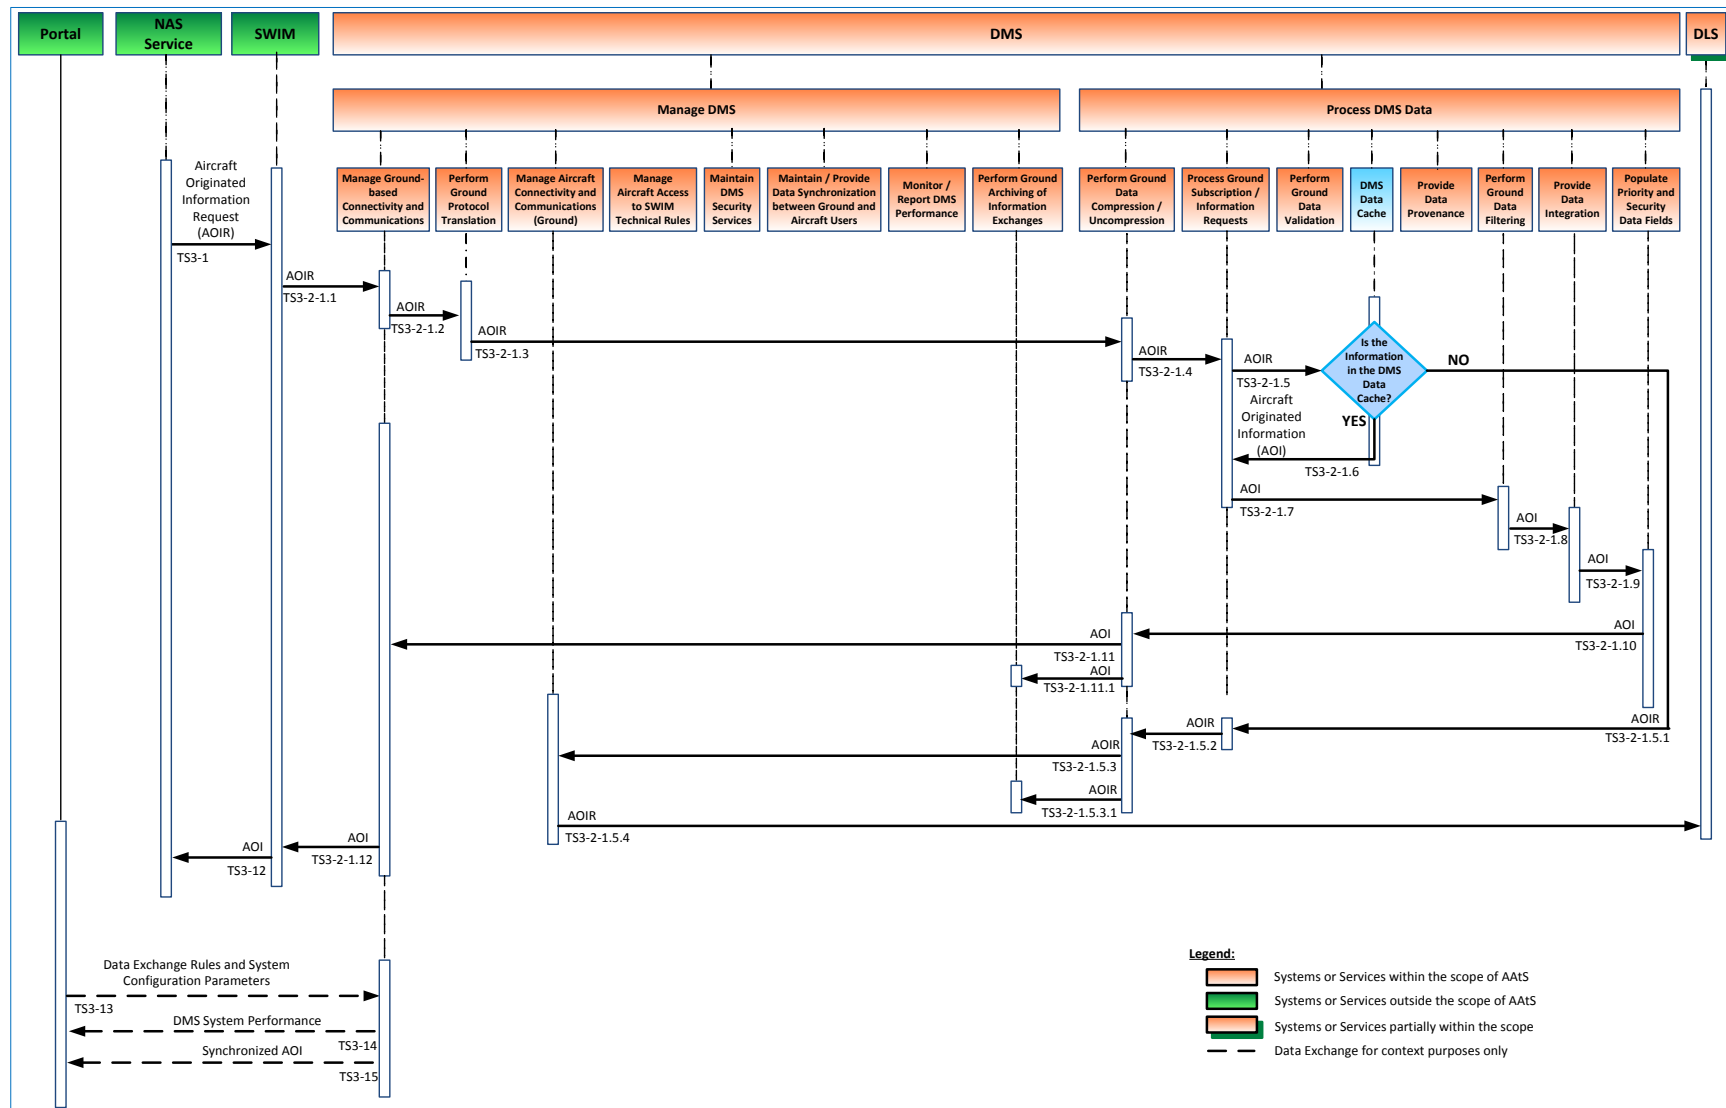 Portal
NAS
Service
SWIM
DMS
DLS
Manage DMS
Process DMS Data
Manage Ground-
based
Connectivity and
Communications
Perform
Ground
Protocol
Translation
Manage Aircraft
Connectivity and
Communications
(Ground)
Manage
Aircraft Access
to SWIM
Technical Rules
Maintain
DMS
Security
Services
Maintain / Provide
Data Synchronization
between Ground and
Aircraft Users
Monitor /
Report DMS
Performance
Perform Ground
Archiving of
Information
Exchanges
Perform Ground
Data
Compression /
Uncompression
Process Ground
Subscription /
Information
Requests
Perform
Ground
Data
Validation
DMS
Data
Cache
Provide
Data
Provenance
Perform
Ground
Data
Filtering
Provide
Data
Integration
Populate
Priority and
Security
Data Fields
Aircraft
Originated
Information
Request
(AOIR)
TS3-1
AOIR
TS3-2-1.1
AOIR
TS3-2-1.2
AOIR
TS3-2-1.3
AOIR
TS3-2-1.4
AOIR
TS3-2-1.5
Is the
Information
in the DMS
Data
Cache?
NO
YES
Aircraft
Originated
Information
(AOI)
TS3-2-1.6
AOI
TS3-2-1.7
AOI
TS3-2-1.8
AOI
TS3-2-1.9
AOI
TS3-2-1.10
AOI
TS3-2-1.11
AOI
TS3-2-1.11.1
AOIR
TS3-2-1.5.1
AOIR
TS3-2-1.5.2
AOIR
TS3-2-1.5.3
AOIR
TS3-2-1.5.3.1
AOIR
TS3-2-1.5.4
AOI
TS3-2-1.12
AOI
TS3-12
Data Exchange Rules and System
Configuration Parameters
TS3-13
DMS System Performance
TS3-14
Synchronized AOI
TS3-15
Legend:
Systems or Services within the scope of AAtS
Systems or Services outside the scope of AAtS
Systems or Services partially within the scope
Data Exchange for context purposes only